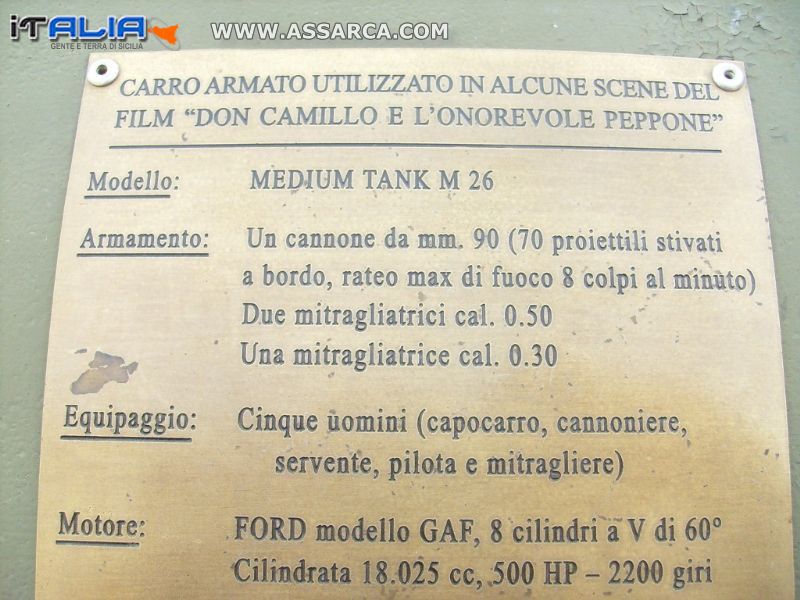 iTALIA
GENTE E TERRA DI SICILIA
WWW.ASSARCA.COM
CARRO ARMATO UTILIZZATO IN ALCUNE SCENE DEL
FILM “DON CAMILLO E L’ONOREVOLE PEPPONE”
Modello: MEDIUM TANK M 26
Armamento: Un cannone da mm. 90 (70 proiettili stivati
a bordo, rateo max di fuoco 8 colpi al minuto)
Due mitragliatrici cal. 0.50
Una mitragliatrice cal. 0.30
Equipaggio: Cinque uomini (capocarro, cannoniere,
servente, pilota e mitragliere)
Motore: FORD modello GAF, 8 cilindri a V di 60°
Cilindrata 18.025 cc, 500 HP – 2200 giri